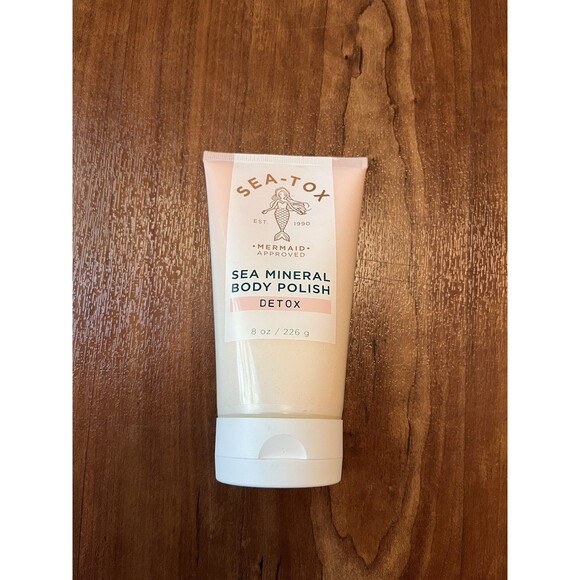 SEA-TOX
EST. 1990
•MERMAID•
APPROVED
SEA MINERAL
BODY POLISH
DETOX
8 oz / 226 g